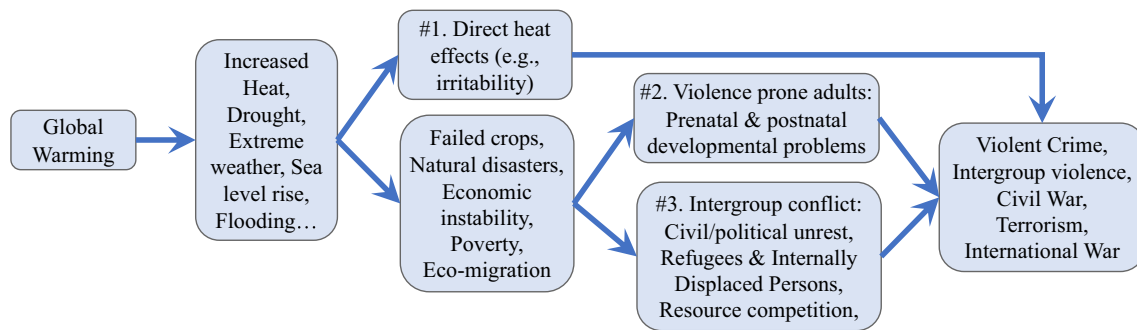 Global
Warming
Increased
Heat,
Drought,
Extreme
weather, Sea
level rise,
Flooding…
#1. Direct heat
effects (e.g.,
irritability)
Failed crops,
Natural disasters,
Economic
instability,
Poverty,
Eco-migration
#2. Violence prone adults:
Prenatal & postnatal
developmental problems
#3. Intergroup conflict:
Civil/political unrest,
Refugees & Internally
Displaced Persons,
Resource competition,
Violent Crime,
Intergroup violence,
Civil War,
Terrorism,
International War